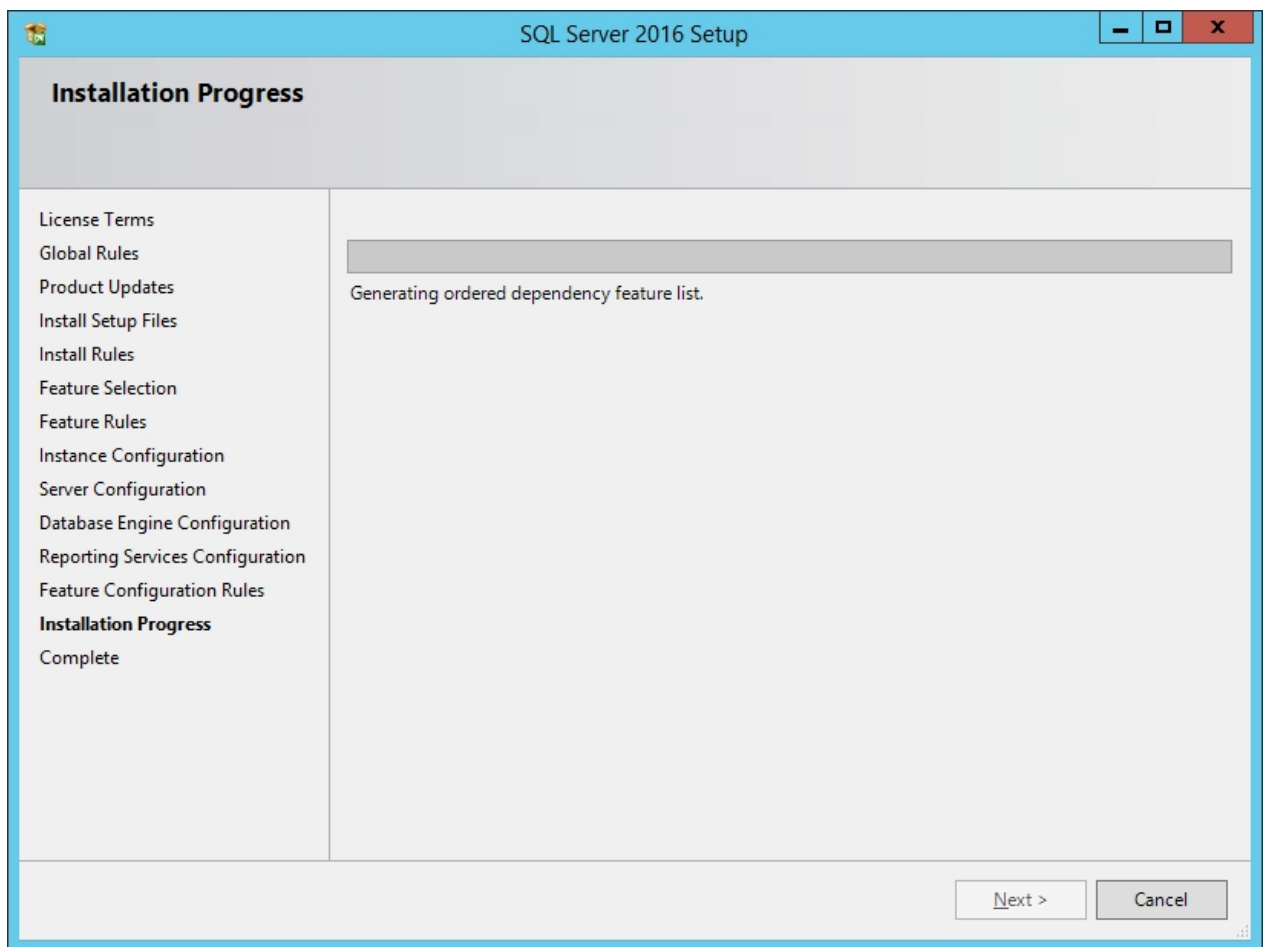 SQL Server 2016 Setup
Installation Progress
License Terms
Global Rules
Product Updates
Install Setup Files
Install Rules
Feature Selection
Feature Rules
Instance Configuration
Server Configuration
Database Engine Configuration
Reporting Services Configuration
Feature Configuration Rules
Installation Progress
Complete
Generating ordered dependency feature list.
Next >
Cancel